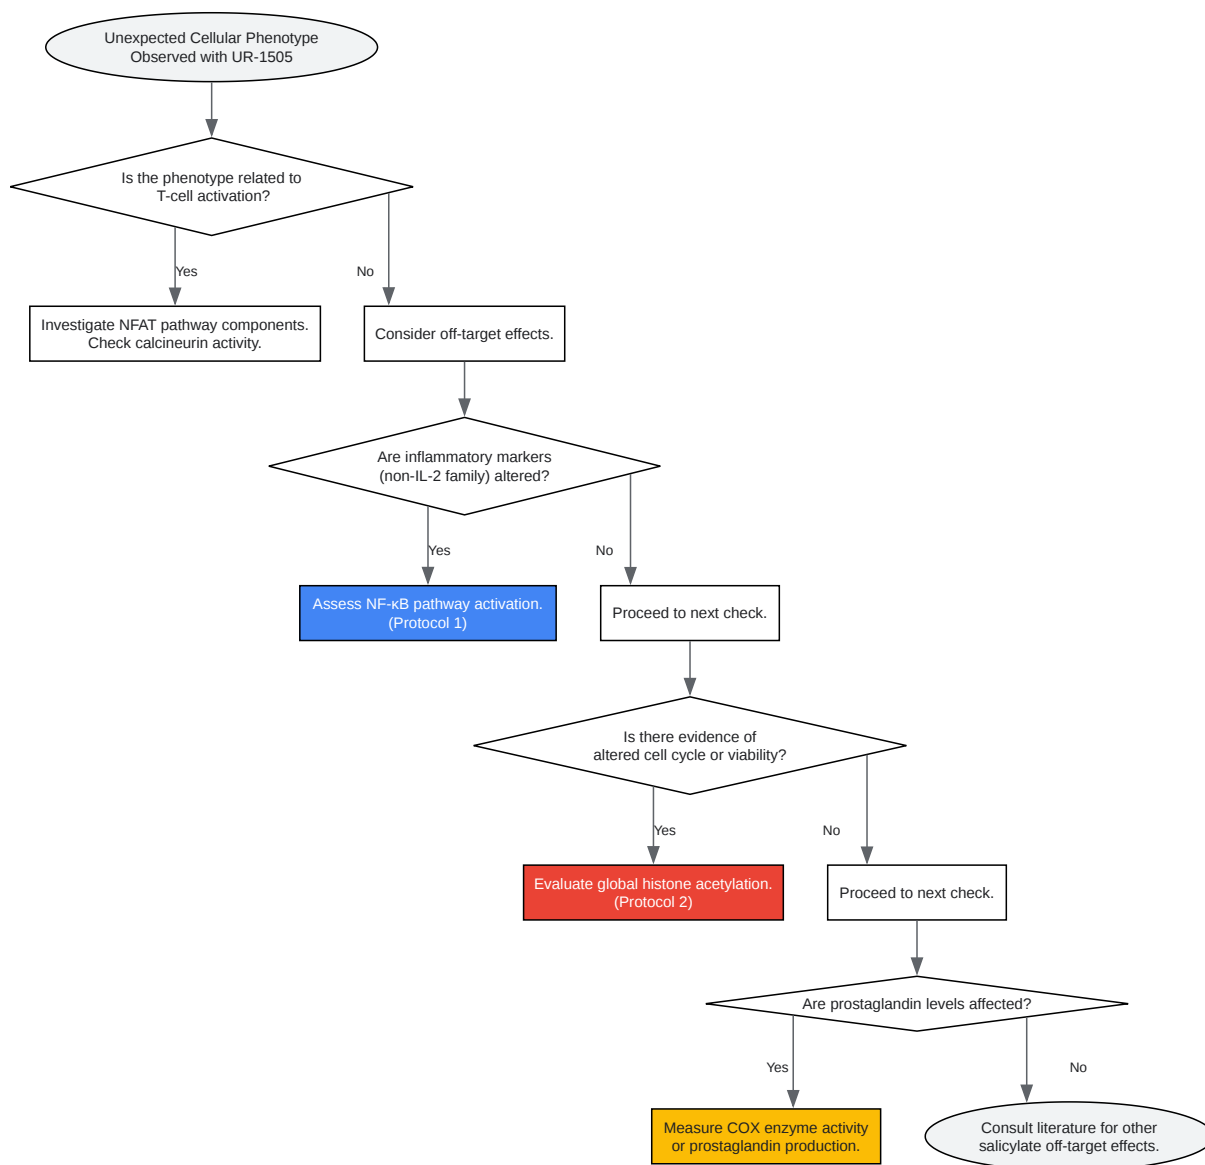 Unexpected Cellular Phenotype
Observed with UR-1505
Is the phenotype related to
T-cell activation?
Yes
No
Investigate NFAT pathway components.
Check calcineurin activity.
Consider off-target effects.
Are inflammatory markers
(non-IL-2 family) altered?
Yes
No
Assess NF-κB pathway activation.
(Protocol 1)
Proceed to next check.
Is there evidence of
altered cell cycle or viability?
Yes
No
Evaluate global histone acetylation.
(Protocol 2)
Proceed to next check.
Are prostaglandin levels affected?
Yes
No
Measure COX enzyme activity
or prostaglandin production.
Consult literature for other
salicylate off-target effects.